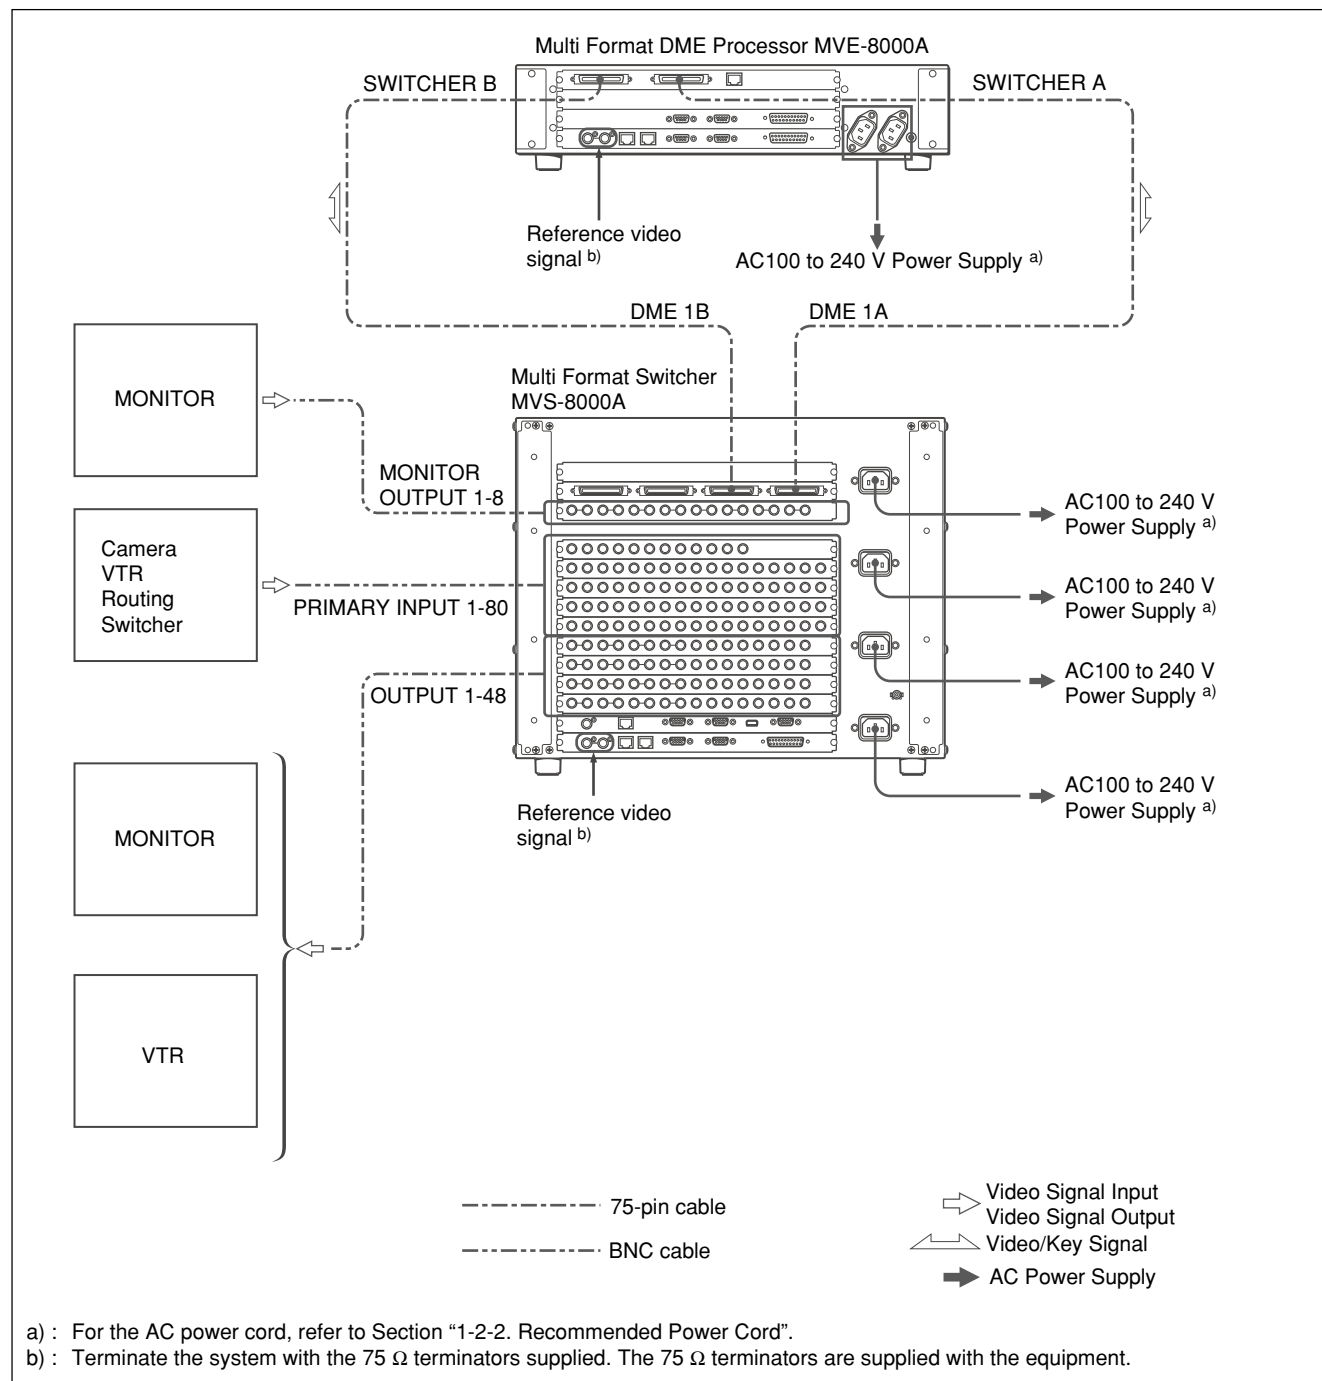 Multi Format DME Processor MVE-8000A
SWITCHER B
SWITCHER A
Reference video
signal b)
AC100 to 240 V Power Supply a)
DME 1B
DME 1A
MONITOR
Multi Format Switcher
MVS-8000A
MONITOR
OUTPUT 1-8
AC100 to 240 V
Power Supply a)
Camera
VTR
Routing
Switcher
PRIMARY INPUT 1-80
AC100 to 240 V
Power Supply a)
OUTPUT 1-48
AC100 to 240 V
Power Supply a)
AC100 to 240 V
Power Supply a)
Reference video
signal b)
MONITOR
VTR
75-pin cable
BNC cable
Video Signal Input
Video Signal Output
Video/Key Signal
AC Power Supply
a) : For the AC power cord, refer to Section “1-2-2. Recommended Power Cord”.
b) : Terminate the system with the 75 Ω terminators supplied. The 75 Ω terminators are supplied with the equipment.